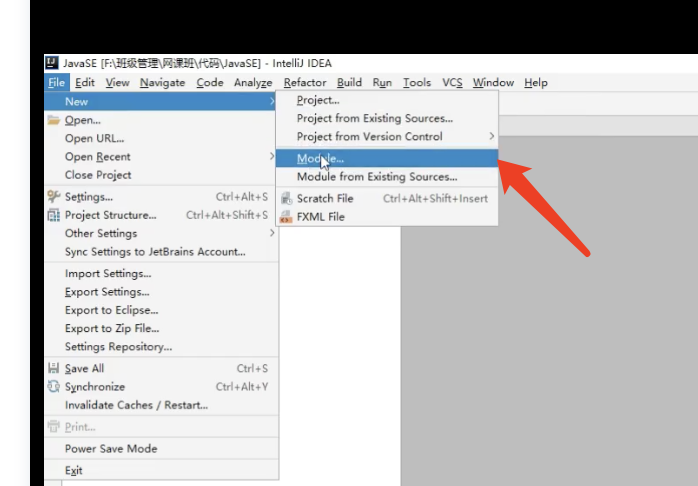 JavaSE [F:\班级管理\网课班\代码\JavaSE] - IntelliJ IDEA
File Edit View Navigate Code Analyze Refactor Build Run Tools VCS Window Help
New
Open...
Open URL...
Open Recent
Close Project
Settings... Ctrl+Alt+S
Project Structure... Ctrl+Alt+Shift+S
Other Settings
Sync Settings to JetBrains Account...
Import Settings...
Export Settings...
Export to Eclipse...
Export to Zip File...
Settings Repository...
Save All Ctrl+S
Synchronize Ctrl+Alt+Y
Invalidate Caches / Restart...
Print...
Power Save Mode
Exit
Project...
Project from Existing Sources...
Project from Version Control
Module...
Module from Existing Sources...
Scratch File Ctrl+Alt+Shift+Insert
FXML File